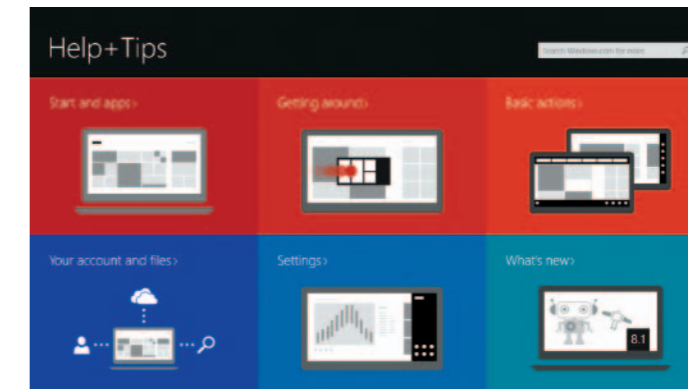 Help+Tips
Search Windows.com for more
Start and apps>
Getting around>
Basic actions>
Your account and files>
Settings>
What's new>
8.1